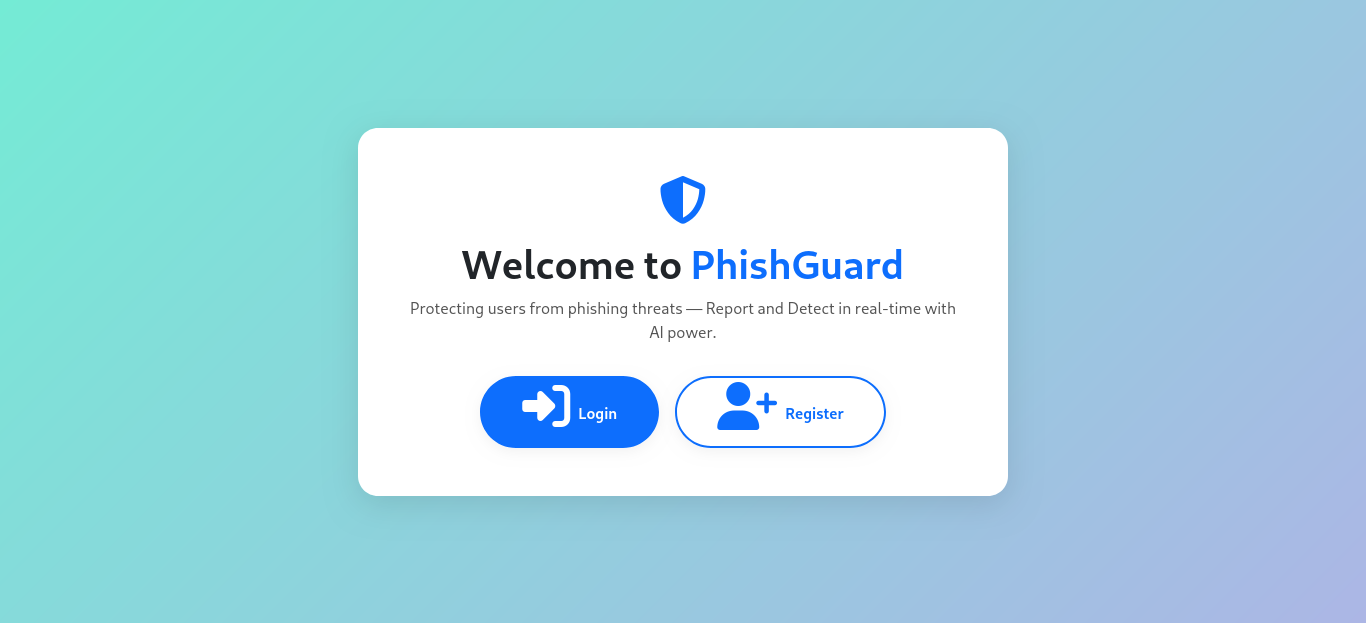 Welcome to PhishGuard
Protecting users from phishing threats — Report and Detect in real-time with
AI power.
Login
Register